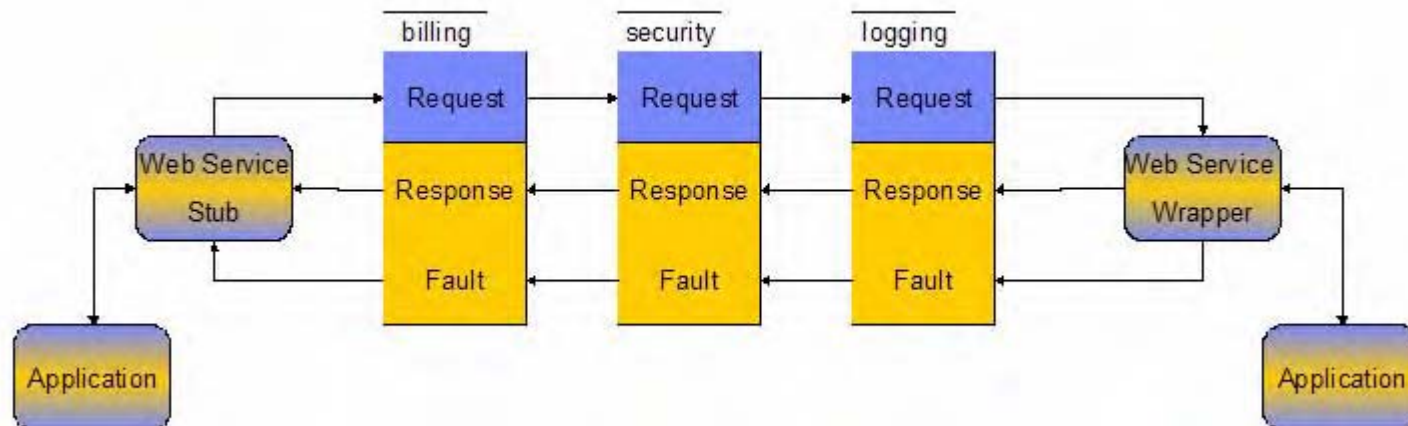 billing
security
logging
Request
Request
Request
Web Service
Stub
Response
Response
Response
Web Service
Wrapper
Fault
Fault
Fault
Application
Application